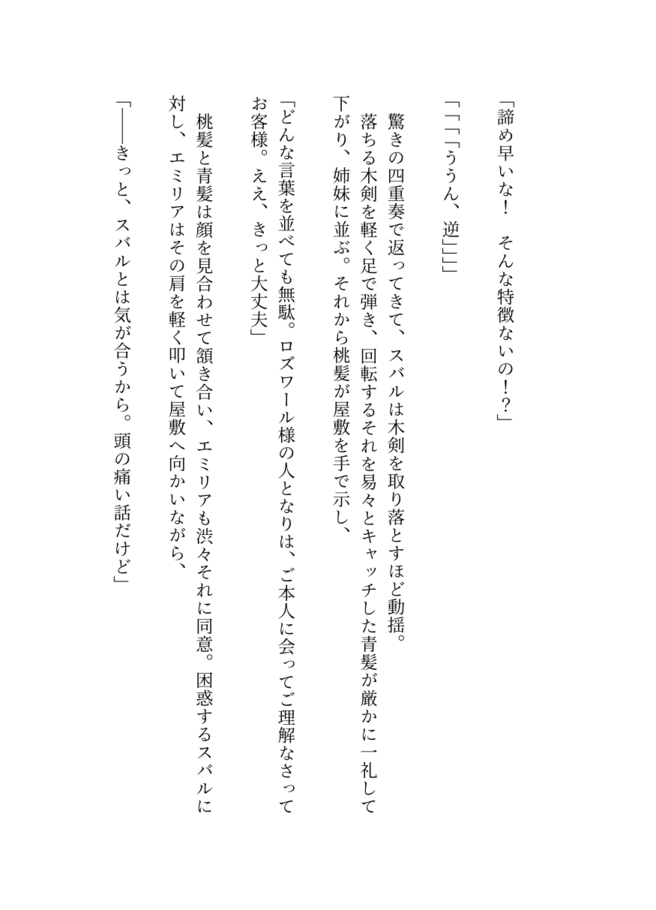 「諦め早いな！　そんな特徴ないの！？」
「「「「ううん、逆」」」」
　驚きの四重奏で返ってきて、スバルは木剣を取り落とすほど動揺。
　落ちる木剣を軽く足で弾き、回転するそれを易々とキャッチした青髪が厳かに一礼して
下がり、姉妹に並ぶ。それから桃髪が屋敷を手で示し、
「どんな言葉を並べても無駄。ロズワール様の人となりは、ご本人に会ってご理解なさって
お客様。ええ、きっと大丈夫」
　桃髪と青髪は顔を見合わせて頷き合い、エミリアも渋々それに同意。困惑するスバルに
対し、エミリアはその肩を軽く叩いて屋敷へ向かいながら、
「――きっと、スバルとは気が合うから。頭の痛い話だけど」